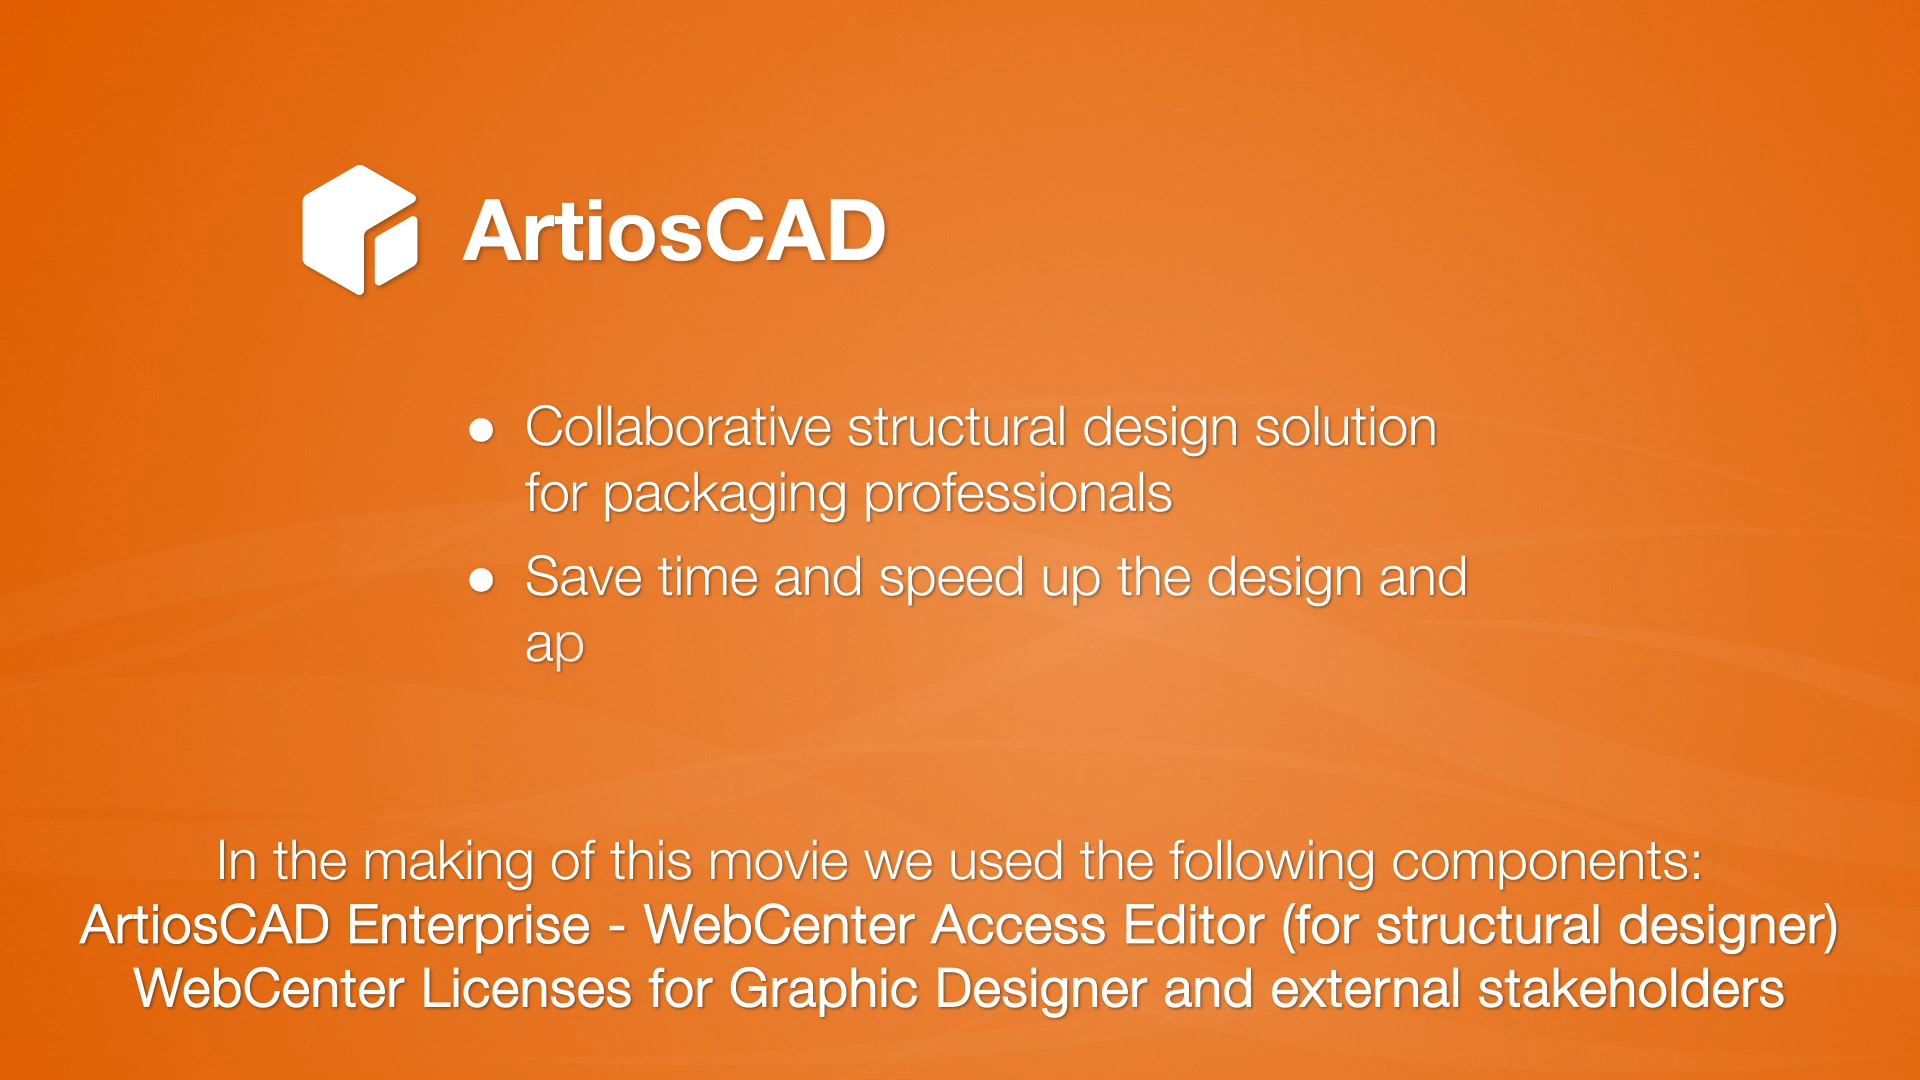 ArtiosCAD
● Collaborative structural design solution
for packaging professionals
● Save time and speed up the design and
ap
In the making of this movie we used the following components:
ArtiosCAD Enterprise - WebCenter Access Editor (for structural designer)
WebCenter Licenses for Graphic Designer and external stakeholders